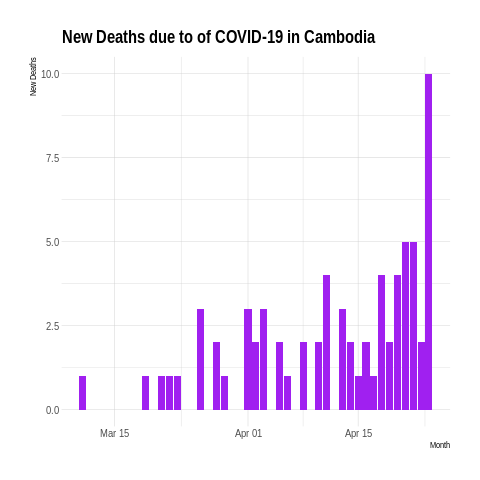 New Deaths due to of COVID-19 in Cambodia
New Deaths
10.0
7.5
5.0
2.5
0.0
Mar 15
Apr 01
Apr 15
Month